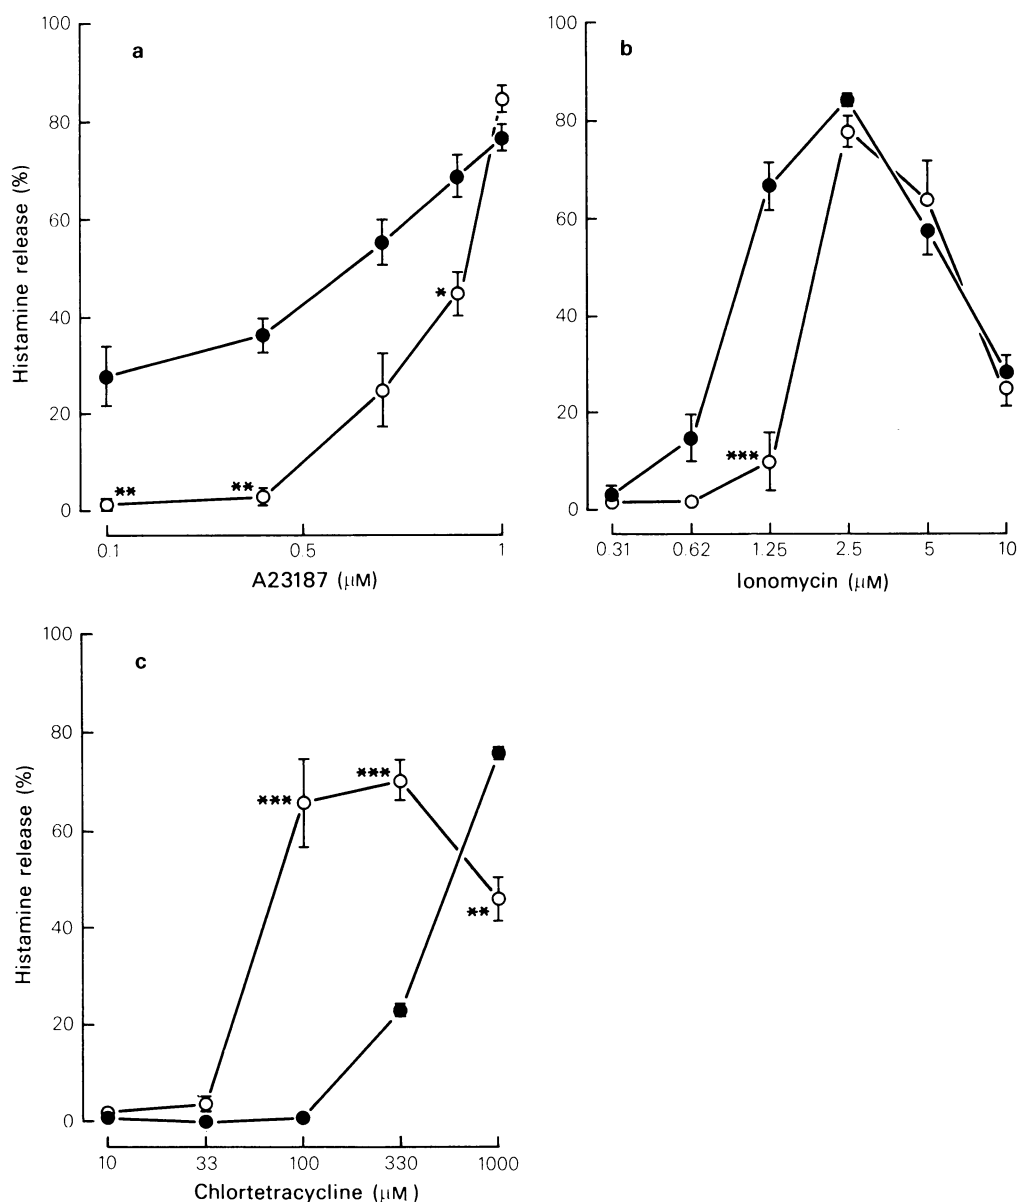 a
Histamine release (%)
100
80
60
40
20
0
**
**
*
0.1 0.5 1
A23187 (μM)
b
100
80
60
40
20
0
***
0.31 0.62 1.25 2.5 5 10
Ionomycin (μM)
c
Histamine release (%)
100
80
60
40
20
0
***
***
**
10 33 100 330 1000
Chlortetracycline (μM)